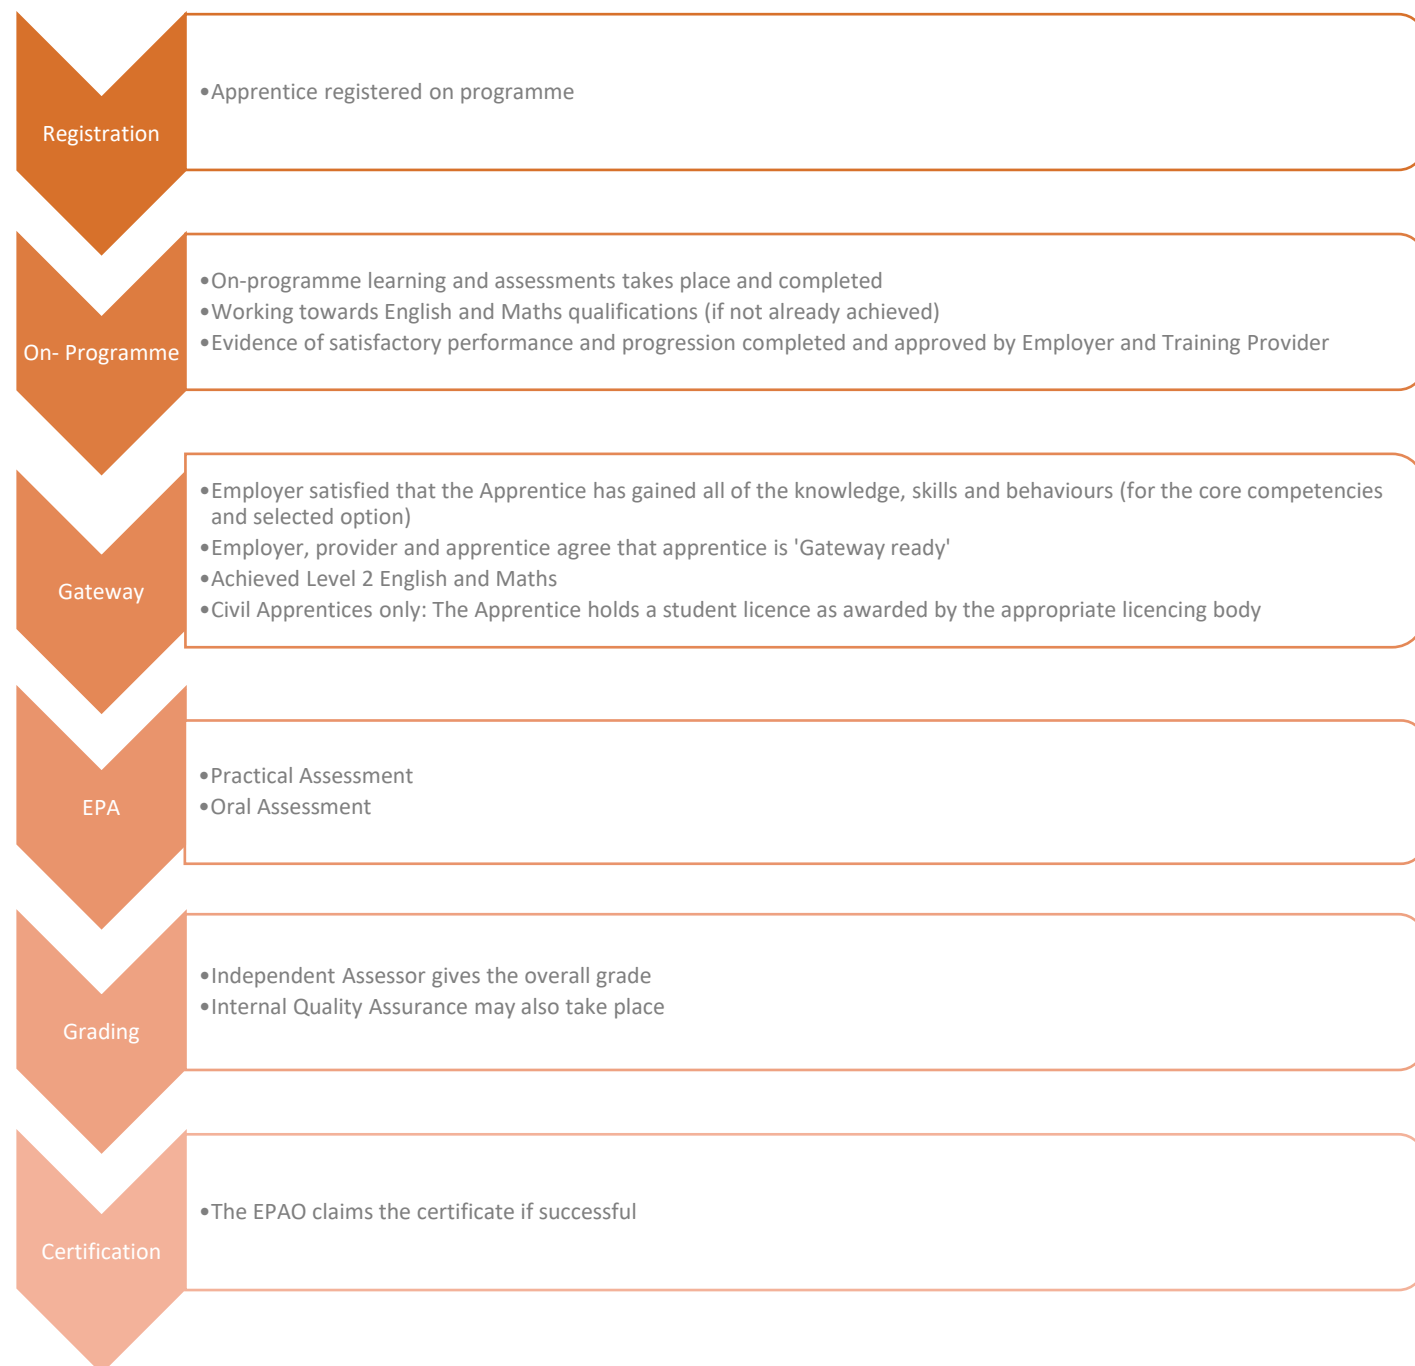 Registration
•Apprentice registered on programme
On- Programme
•On-programme learning and assessments takes place and completed
•Working towards English and Maths qualifications (if not already achieved)
•Evidence of satisfactory performance and progression completed and approved by Employer and Training Provider
Gateway
•Employer satisfied that the Apprentice has gained all of the knowledge, skills and behaviours (for the core competencies
and selected option)
•Employer, provider and apprentice agree that apprentice is 'Gateway ready'
•Achieved Level 2 English and Maths
•Civil Apprentices only: The Apprentice holds a student licence as awarded by the appropriate licencing body
EPA
•Practical Assessment
•Oral Assessment
Grading
•Independent Assessor gives the overall grade
•Internal Quality Assurance may also take place
Certification
•The EPAO claims the certificate if successful